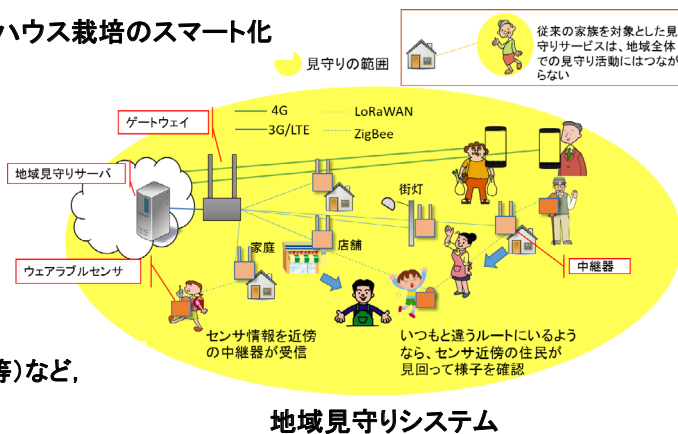 ハウス栽培のスマート化
見守りの範囲
従来の家族を対象とした見
守りサービスは、地域全体
での見守り活動にはつなが
らない
4G
LoRaWAN
3G/LTE
ZigBee
ゲートウェイ
地域見守りサーバ
街灯
家庭
店舗
ウェアラブルセンサ
中継器
センサ情報を近傍
の中継器が受信
いつもと違うルートにいるよう
なら、センサ近傍の住民が
見回って様子を確認
等)など,
地域見守りシステム